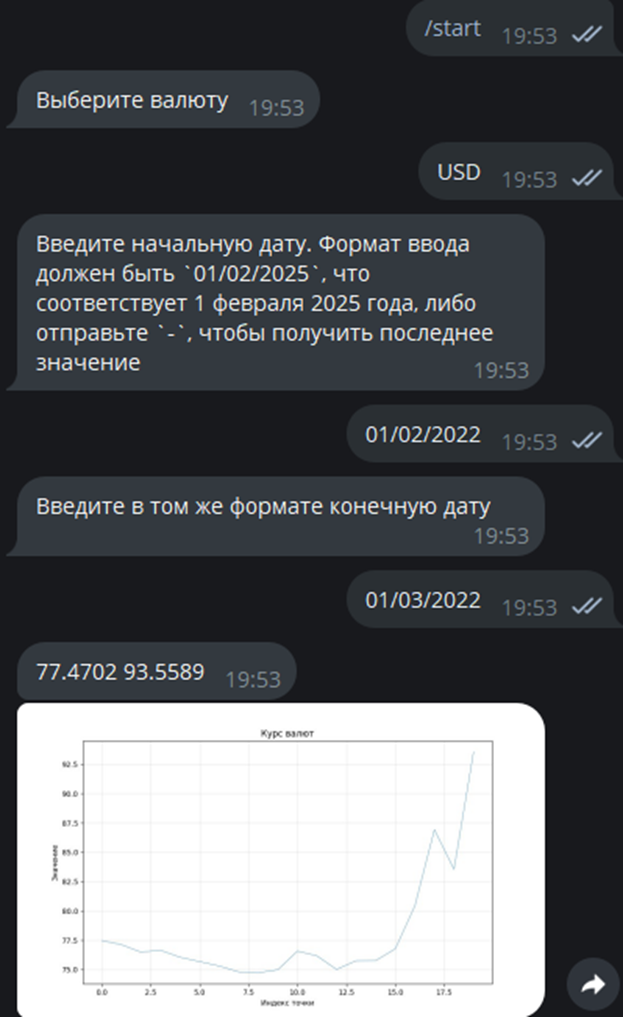 /start 19:53
Выберите валюту 19:53
USD 19:53
Введите начальную дату. Формат ввода
должен быть `01/02/2025`, что
соответствует 1 февраля 2025 года, либо
отправьте `-`, чтобы получить последнее
значение 19:53
01/02/2022 19:53
Введите в том же формате конечную дату
19:53
01/03/2022 19:53
77.4702 93.5589 19:53
Курс валют
92.5
90.0
87.5
85.0
82.5
80.0
77.5
75.0
Значение
0.0 2.5 5.0 7.5 10.0 12.5 15.0 17.5
Индекс точки